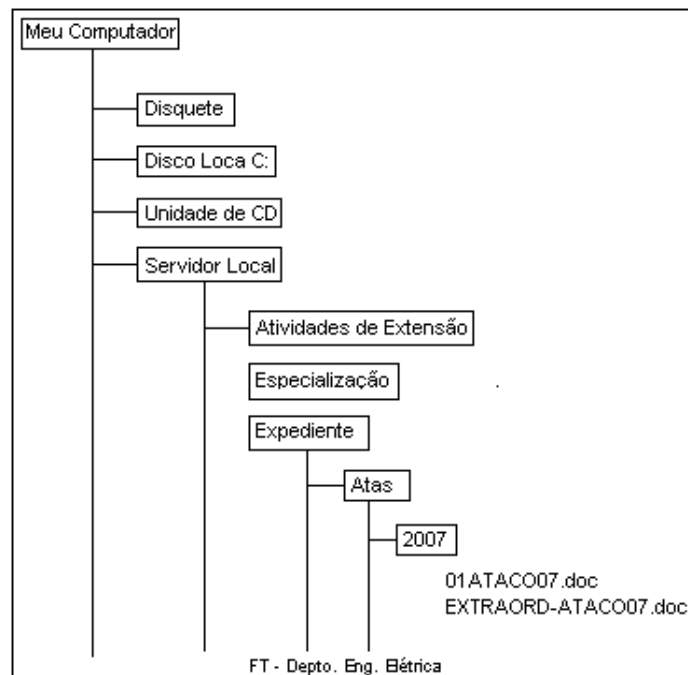 Meu Computador
Disquete
Disco Loca C:
Unidade de CD
Servidor Local
Atividades de Extensão
Especialização
Expediente
Atas
2007
01ATACO07.doc
EXTRAORD-ATACO07.doc
FT - Depto. Eng. Elétrica